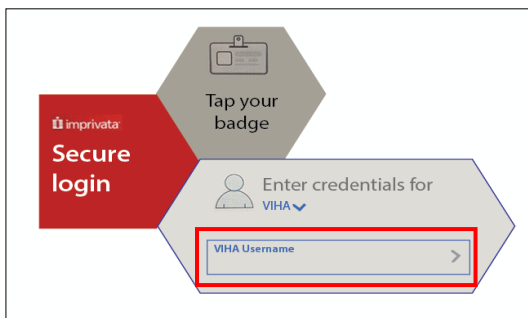 Tap your
badge
imprivata
Secure
login
Enter credentials for
VIHA
VIHA Username